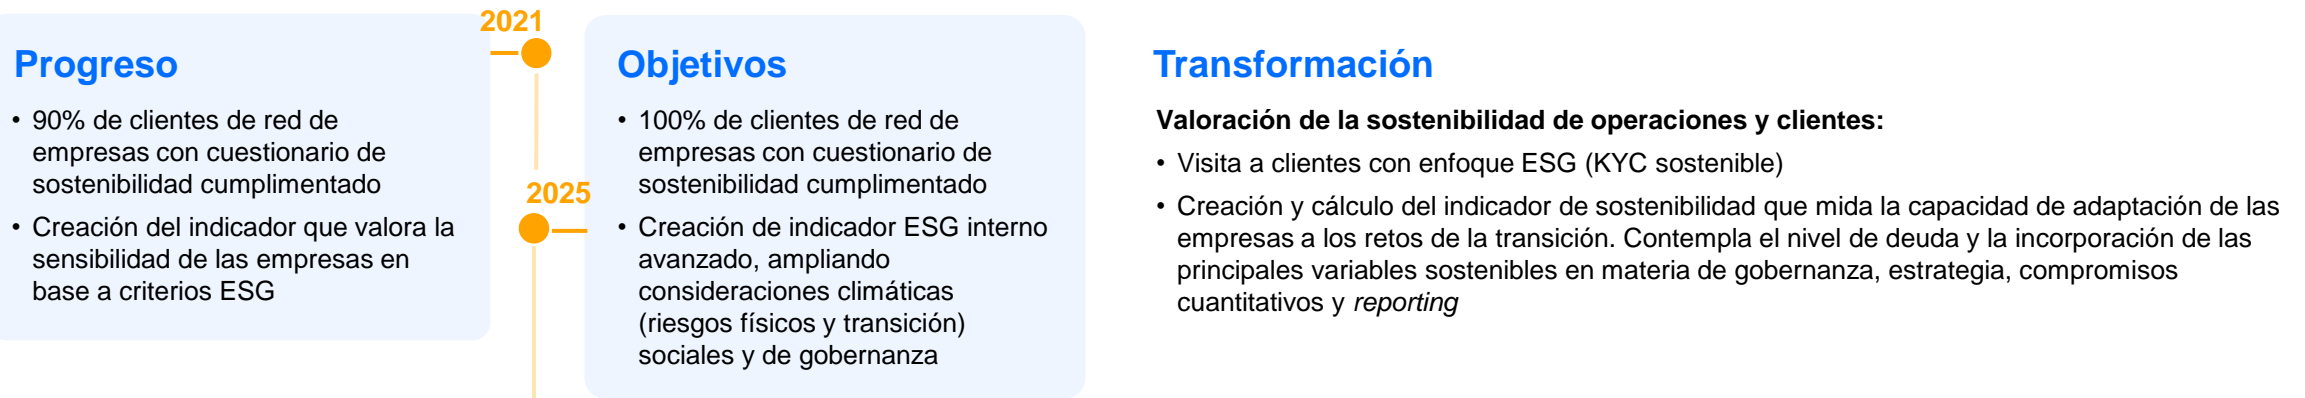 2021
Progreso
• 90% de clientes de red de
empresas con cuestionario de
sostenibilidad cumplimentado
• Creación del indicador que valora la
sensibilidad de las empresas en
base a criterios ESG
2025
Objetivos
• 100% de clientes de red de
empresas con cuestionario de
sostenibilidad cumplimentado
• Creación de indicador ESG interno
avanzado, ampliando
consideraciones climáticas
(riesgos físicos y transición)
sociales y de gobernanza
Transformación
Valoración de la sostenibilidad de operaciones y clientes:
• Visita a clientes con enfoque ESG (KYC sostenible)
• Creación y cálculo del indicador de sostenibilidad que mida la capacidad de adaptación de las
empresas a los retos de la transición. Contempla el nivel de deuda y la incorporación de las
principales variables sostenibles en materia de gobernanza, estrategia, compromisos
cuantitativos y reporting